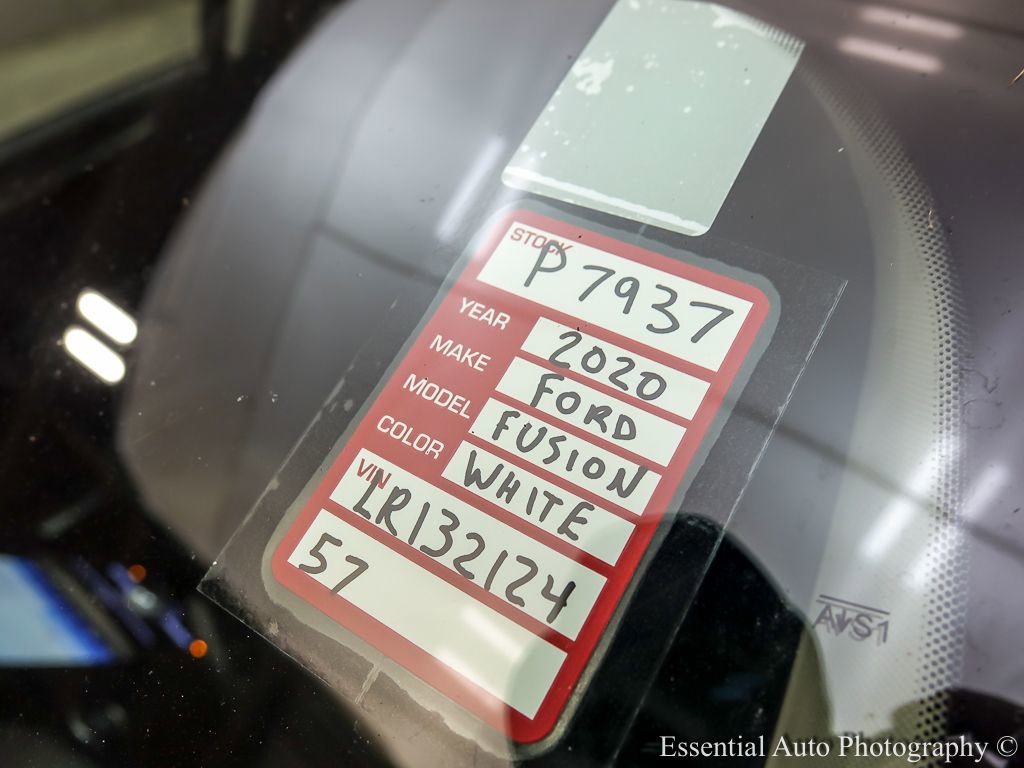 STOCK
P7937
YEAR 2020
MAKE FORD
MODEL FUSION
COLOR WHITE
VIN
LR132124
57
AS1
Essential Auto Photography ©